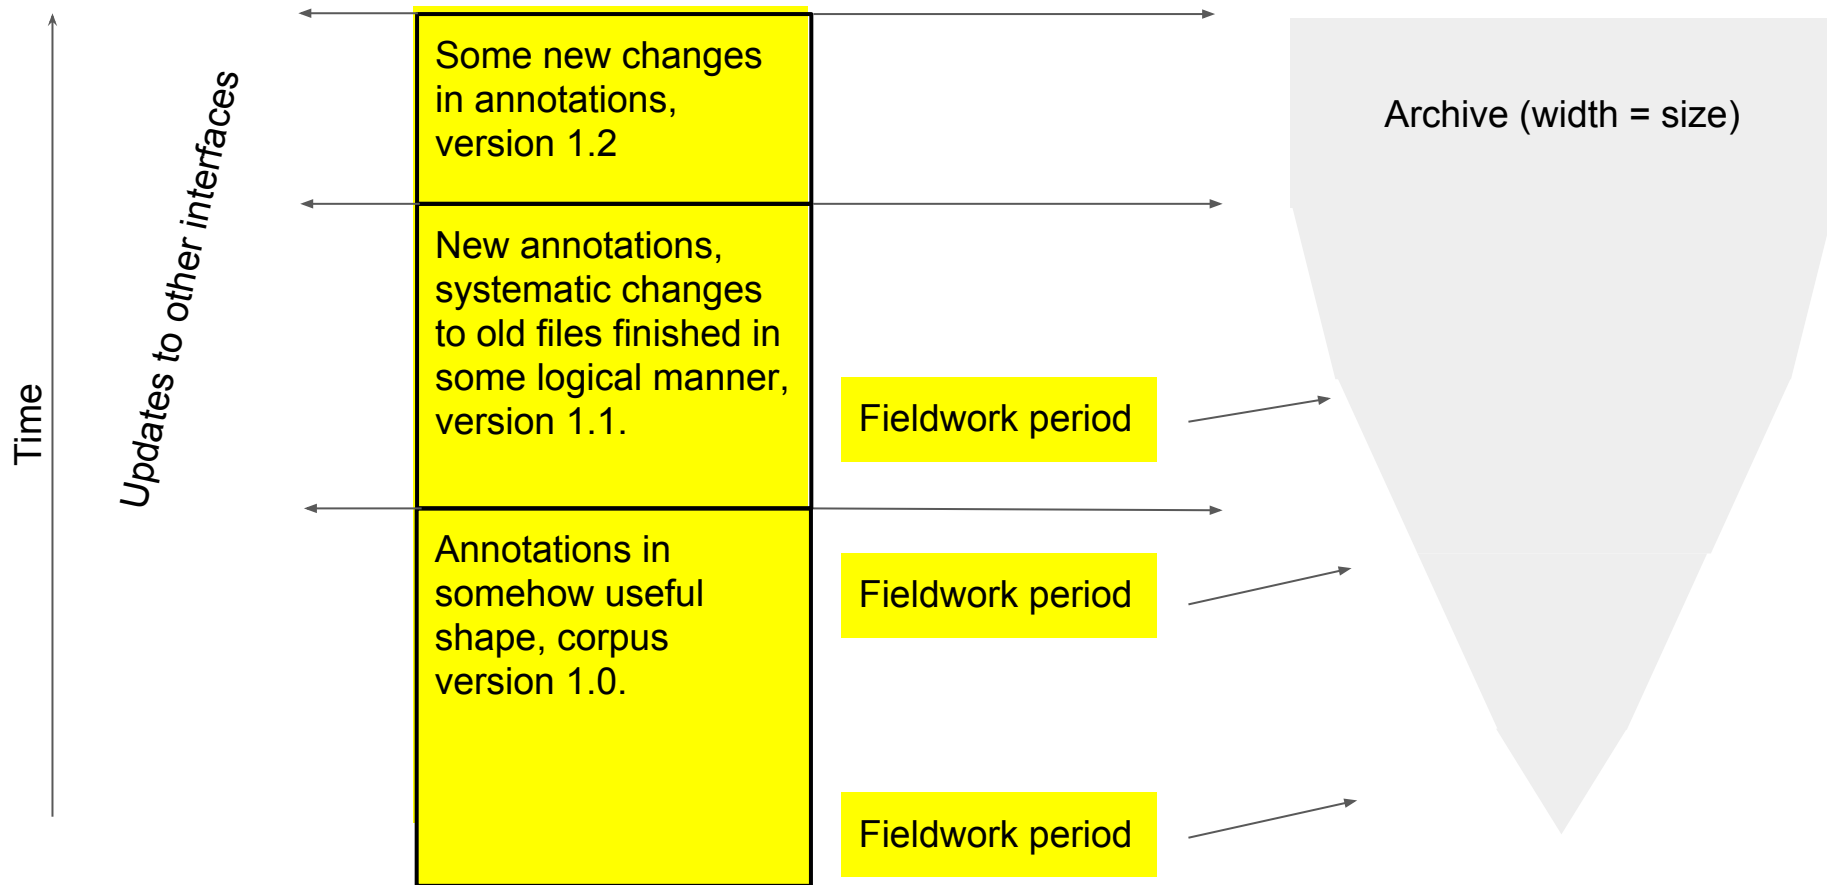 Time
Updates to other interfaces
Some new changes
in annotations,
version 1.2
New annotations,
systematic changes
to old files finished in
some logical manner,
version 1.1.
Annotations in
somehow useful
shape, corpus
version 1.0.
Fieldwork period
Fieldwork period
Fieldwork period
Archive (width = size)